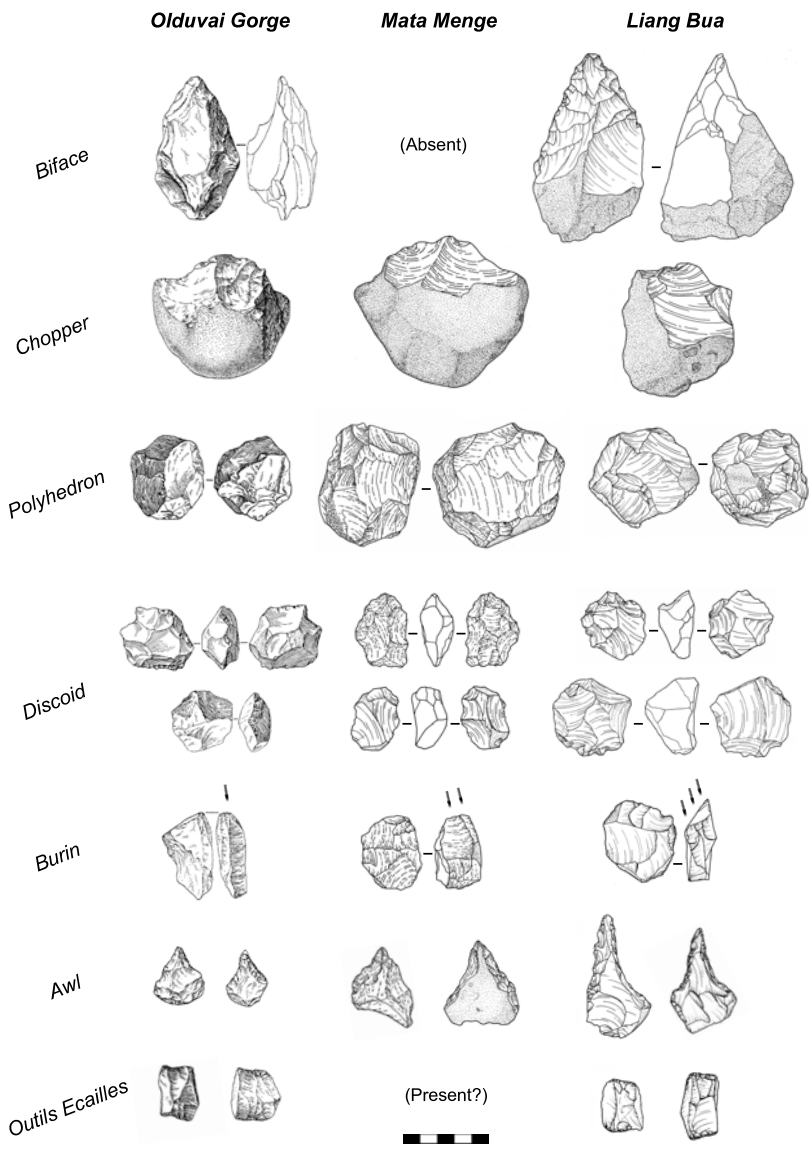 Olduvai Gorge Mata Menge Liang Bua
Biface
(Absent)
Chopper
Polyhedron
Discoid
Burin
Awl
Outils Ecailles
(Present?)